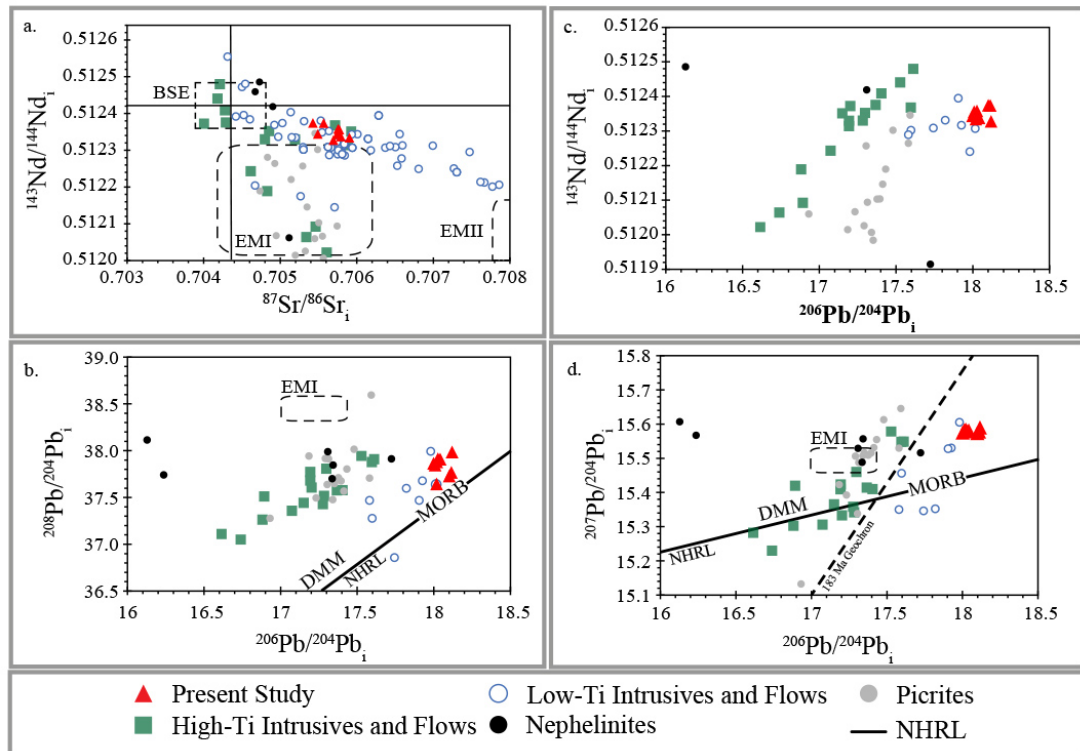 a.
0.5126
0.5125
0.5124
0.5123
0.5122
0.5121
0.5120
143Nd/144Ndi
BSE
EMI
EMII
0.703
0.704
0.705
0.706
0.707
0.708
87Sr/86Sri
c.
0.5126
0.5125
0.5124
0.5123
0.5122
0.5121
0.5120
0.5119
143Nd/144Ndi
16
16.5
17
17.5
18
18.5
206Pb/204Pbi
b.
39.0
38.5
38.0
37.5
37.0
36.5
208Pb/204Pbi
EMI
DMM
NHRL
MORB
16
16.5
17
17.5
18
18.5
206Pb/204Pbi
d.
15.8
15.7
15.6
15.5
15.4
15.3
15.2
15.1
207Pb/204Pbi
EMI
DMM
MORB
NHRL
183 Ma Geochron
16
16.5
17
17.5
18
18.5
206Pb/204Pbi
Present Study
Low-Ti Intrusives and Flows
Picrites
High-Ti Intrusives and Flows
Nephelinites
NHRL